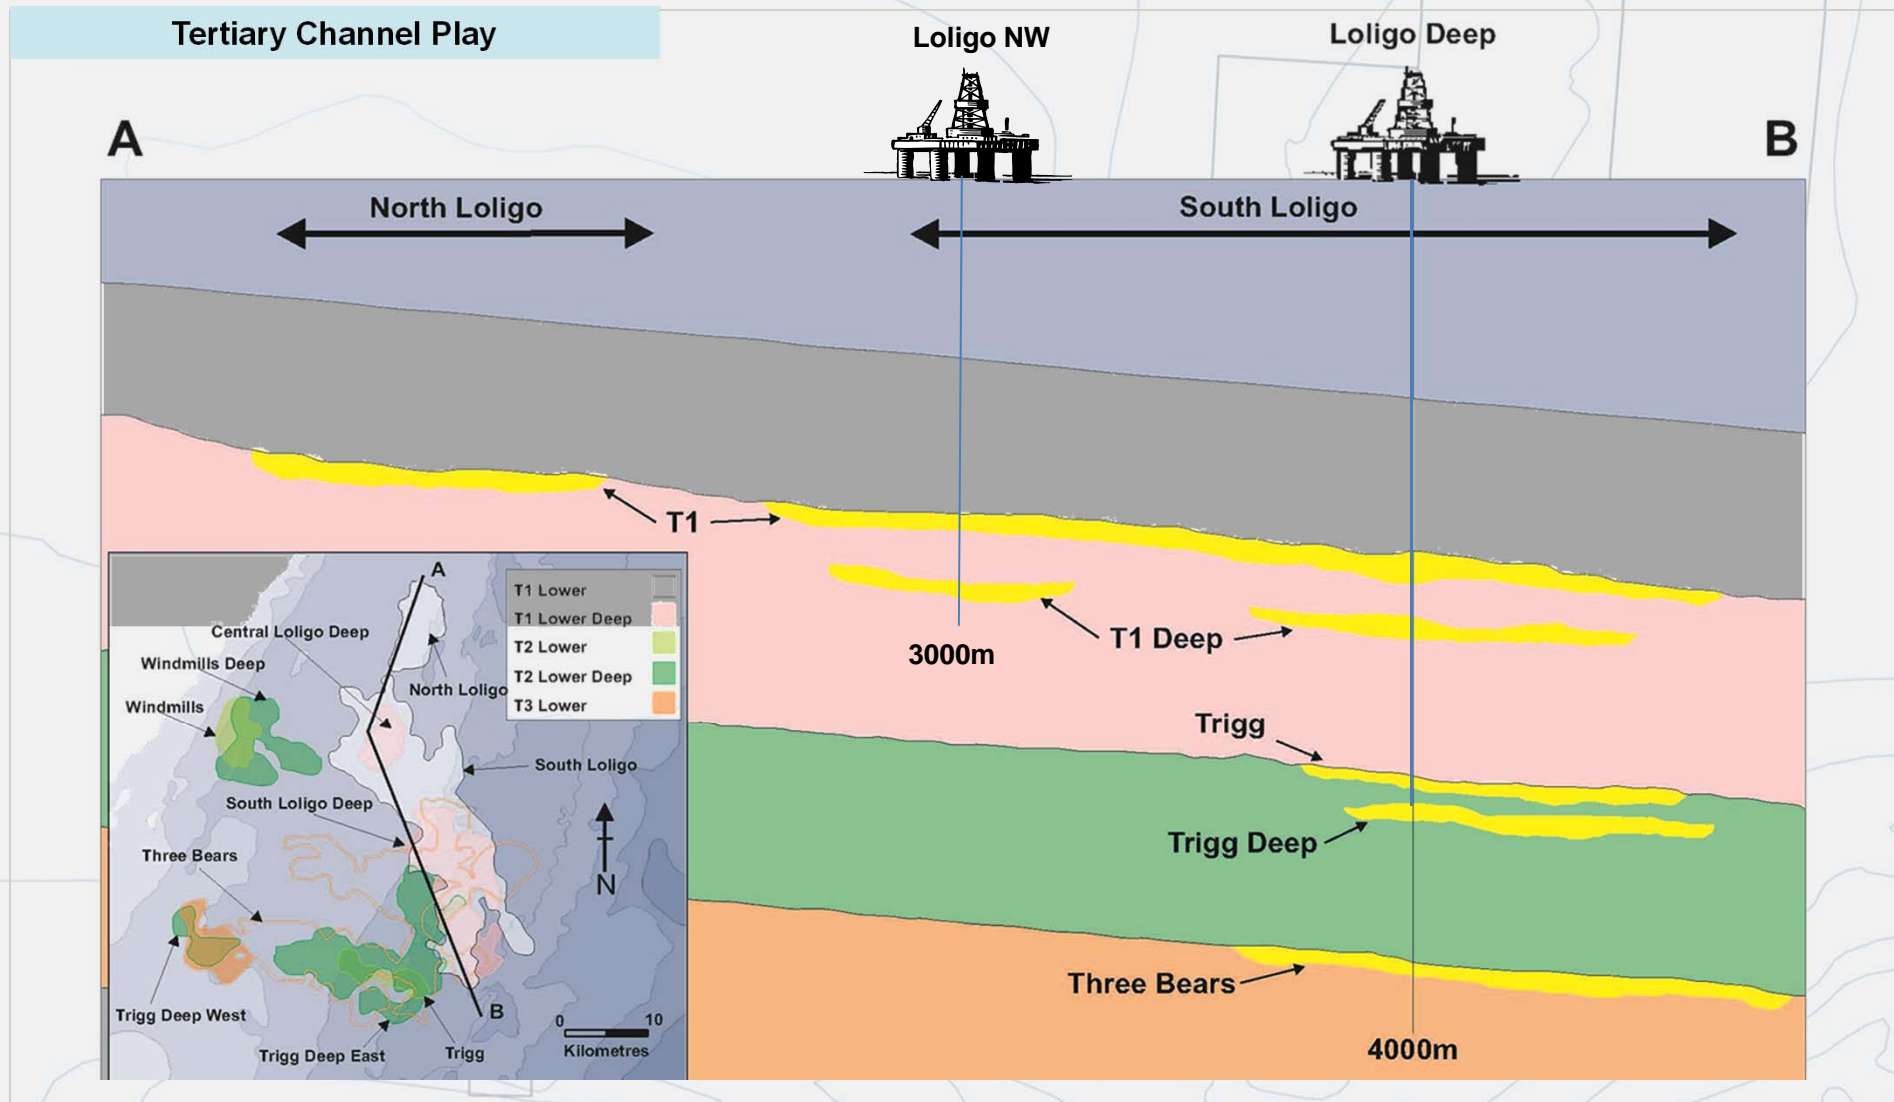 Tertiary Channel Play
Loligo NW
Loligo Deep
A
B
North Loligo
South Loligo
T1
T1 Deep
3000m
Trigg
Trigg Deep
Three Bears
4000m
A
T1 Lower
T1 Lower Deep
T2 Lower
T2 Lower Deep
T3 Lower
Central Loligo Deep
Windmills Deep
North Loligo
Windmills
South Loligo
South Loligo Deep
Three Bears
N
Trigg Deep West
B
0 10
Kilometres
Trigg Deep East
Trigg